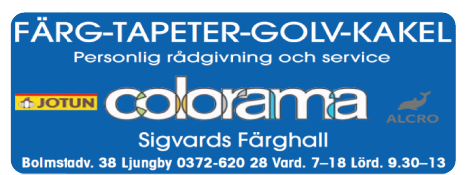 FÄRG-TAPETER-GOLV-KAKEL
Personlig rådgivning och service
JOTUN colorama ALCRO
Sigvards Färghall
Bolmstadv. 38 Ljungby 0372-620 28 Vard. 7–18 Lörd. 9.30–13